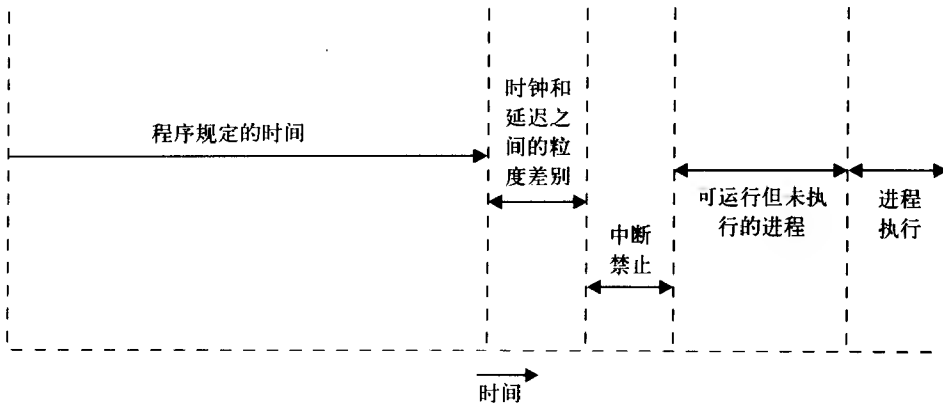 程序规定的时间
时钟和
延迟之
间的粒
度差别
中断
禁止
可运行但未执
行的进程
进程
执行
时间